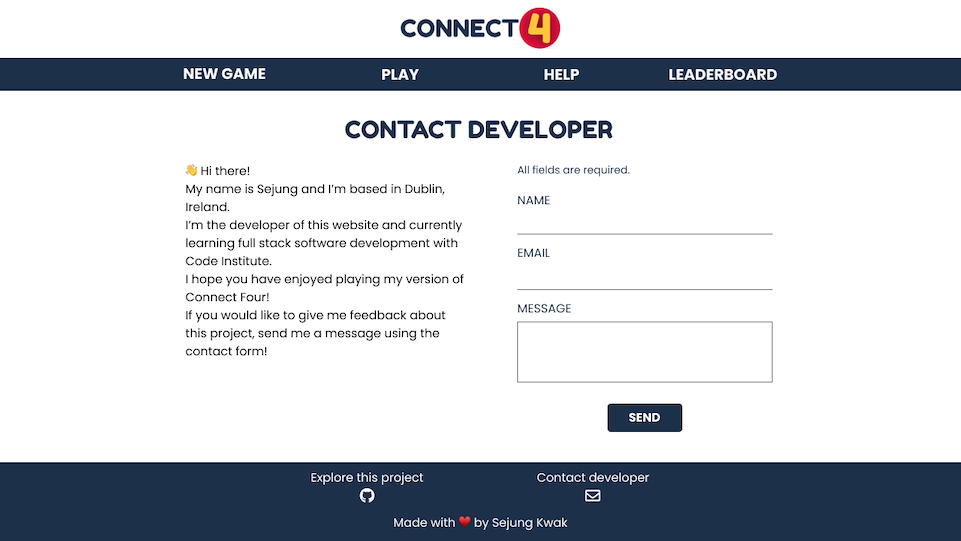 CONNECT4
NEW GAME PLAY HELP LEADERBOARD
CONTACT DEVELOPER
👋 Hi there!
My name is Sejung and I'm based in Dublin,
Ireland.
I'm the developer of this website and currently
learning full stack software development with
Code Institute.
I hope you have enjoyed playing my version of
Connect Four!
If you would like to give me feedback about
this project, send me a message using the
contact form!
All fields are required.
NAME
EMAIL
MESSAGE
SEND
Explore this project
Contact developer
Made with ❤️ by Sejung Kwak